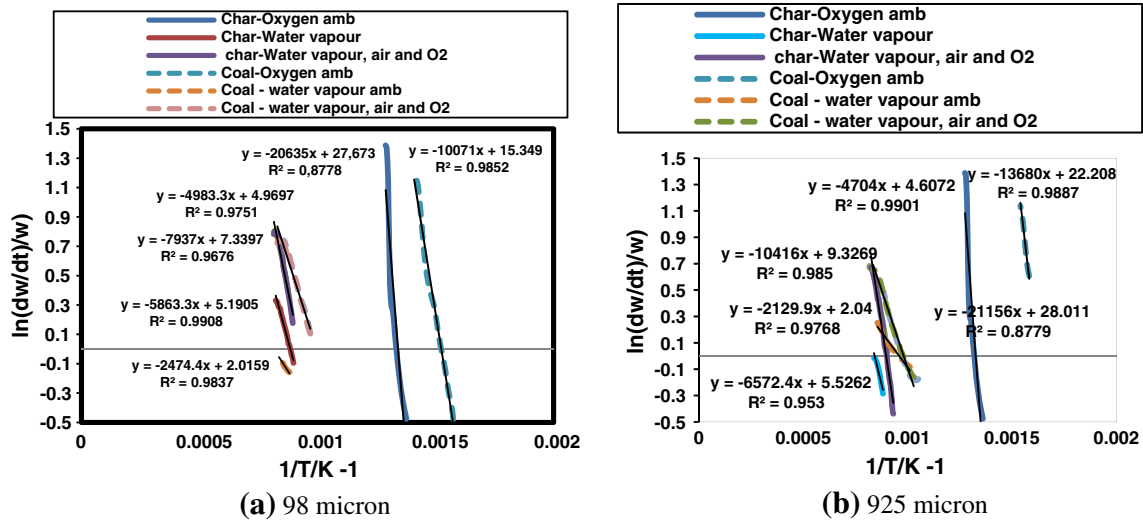 Char-Oxygen amb
Char-Water vapour
char-Water vapour, air and O2
Coal-Oxygen amb
Coal - water vapour amb
Coal - water vapour, air and O2
ln(dw/dt)/w)
1.5
1.3
1.1
0.9
0.7
0.5
0.3
0.1
-0.1
-0.3
-0.5
y = -20635x + 27,673
R² = 0,8778
y = -10071x + 15.349
R² = 0.9852
y = -4983.3x + 4.9697
R² = 0.9751
y = -7937x + 7.3397
R² = 0.9676
y = -5863.3x + 5.1905
R² = 0.9908
y = -2474.4x + 2.0159
R² = 0.9837
0 0.0005 0.001 0.0015 0.002
1/T/K -1
(a) 98 micron
Char-Oxygen amb
Char-Water vapour
char-Water vapour, air and O2
Coal-Oxygen amb
Coal - water vapour amb
Coal - water vapour, air and O2
ln(dw/dt)/w)
1.5
1.3
1.1
0.9
0.7
0.5
0.3
0.1
-0.1
-0.3
-0.5
y = -4704x + 4.6072
R² = 0.9901
y = -13680x + 22.208
R² = 0.9887
y = -10416x + 9.3269
R² = 0.985
y = -2129.9x + 2.04
R² = 0.9768
y = -21156x + 28.011
R² = 0.8779
y = -6572.4x + 5.5262
R² = 0.953
0 0.0005 0.001 0.0015 0.002
1/T/K -1
(b) 925 micron